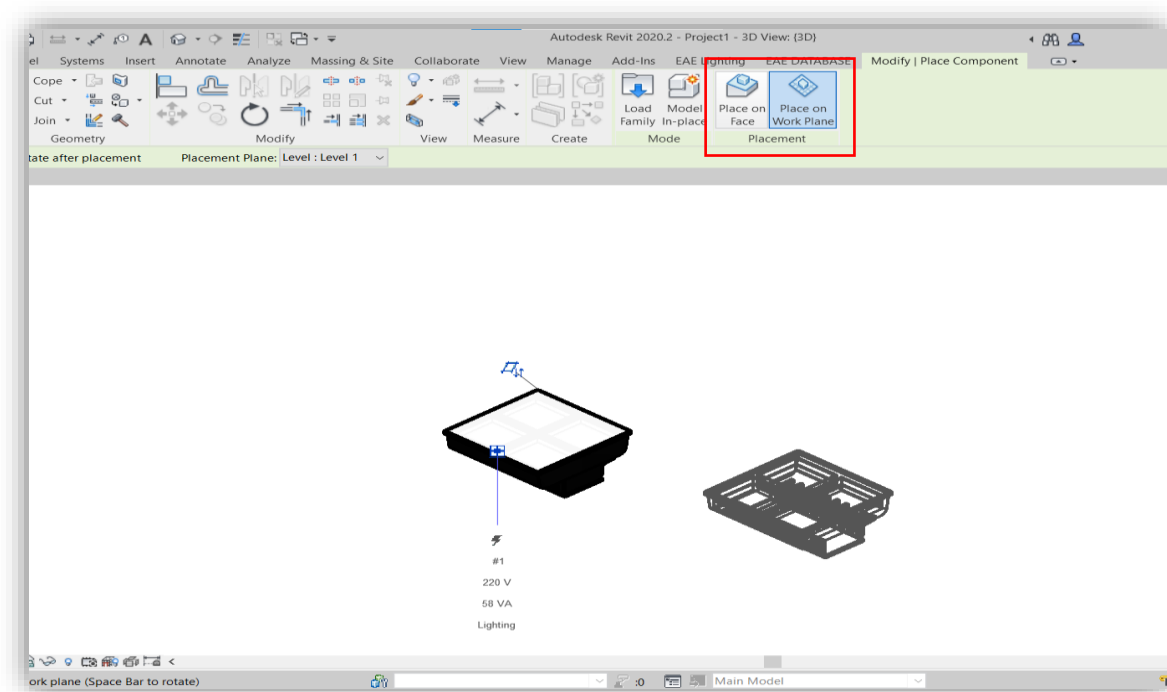 A Autodesk Revit 2020.2 - Project1 - 3D View: {3D}
el Systems Insert Annotate Analyze Massing & Site Collaborate View Manage Add-Ins EAE Lighting EAE DATABASE Modify | Place Component
Cope
Cut
Join
Load Family
Model In-place
Place on Face
Place on Work Plane
Geometry Modify View Measure Create Mode Placement
tate after placement Placement Plane: Level : Level 1
#1
220 V
58 VA
Lighting
ork plane (Space Bar to rotate) :0 Main Model